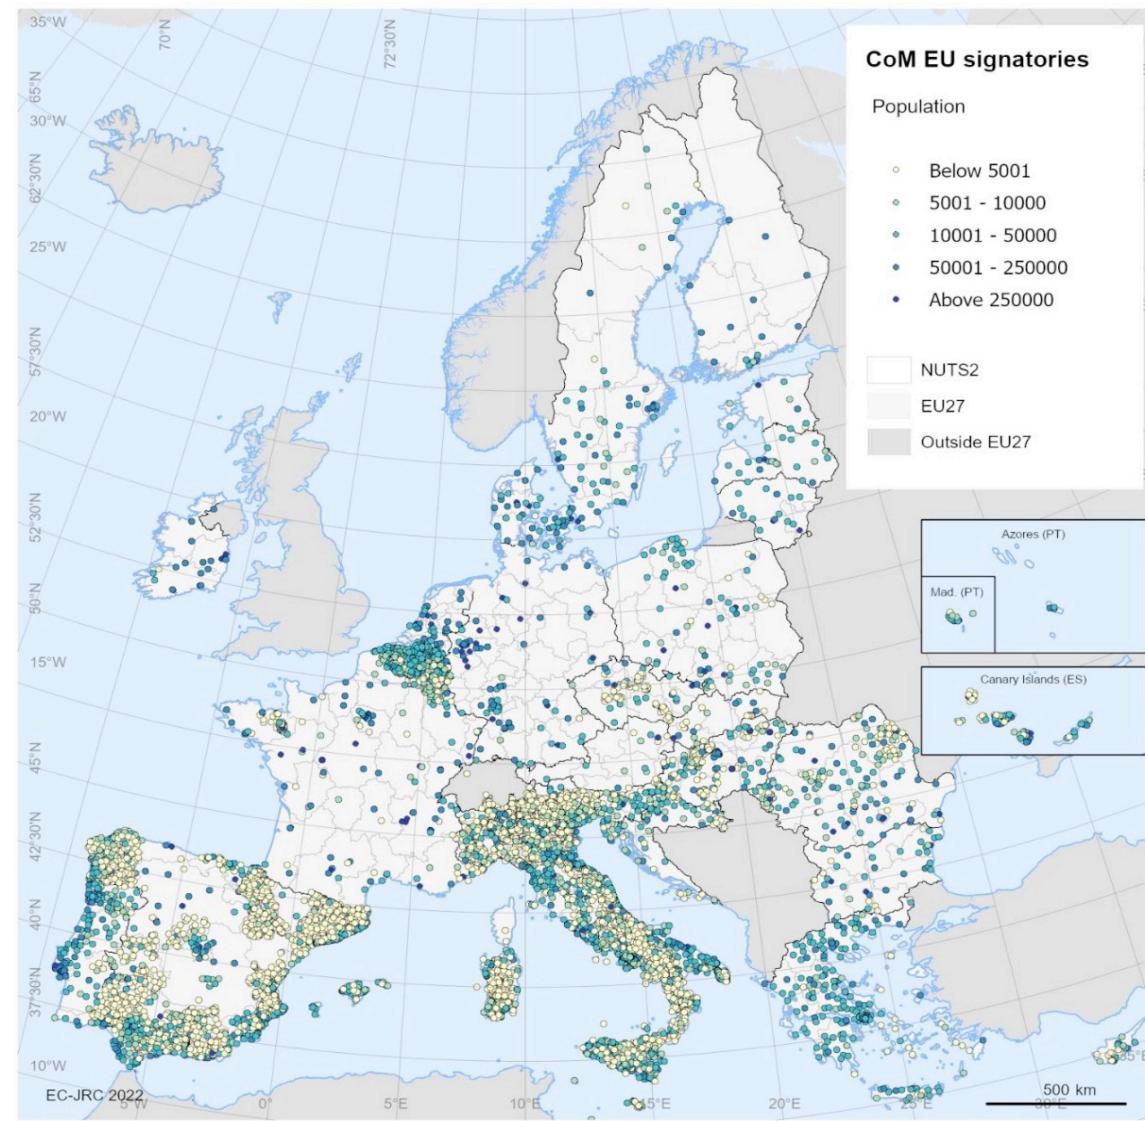 35°W
70°N
72°30'N
65°N
30°W
62°30'N
25°W
57°30'N
20°W
52°30'N
50°N
15°W
45°N
42°30'N
40°N
37°30'N
10°W
5°W
0°
5°E
10°E
15°E
20°E
25°E
30°E
35°E
EC-JRC 2022
500 km
CoM EU signatories
Population
Below 5001
5001 - 10000
10001 - 50000
50001 - 250000
Above 250000
NUTS2
EU27
Outside EU27
Azores (PT)
Mad. (PT)
Canary Islands (ES)